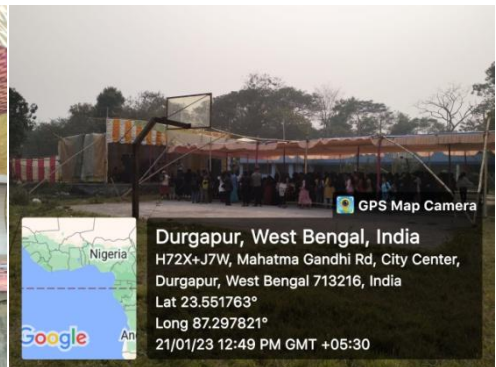 GPS Map Camera
Nigeria
Google
An
Durgapur, West Bengal, India
H72X+J7W, Mahatma Gandhi Rd, City Center,
Durgapur, West Bengal 713216, India
Lat 23.551763°
Long 87.297821°
21/01/23 12:49 PM GMT +05:30